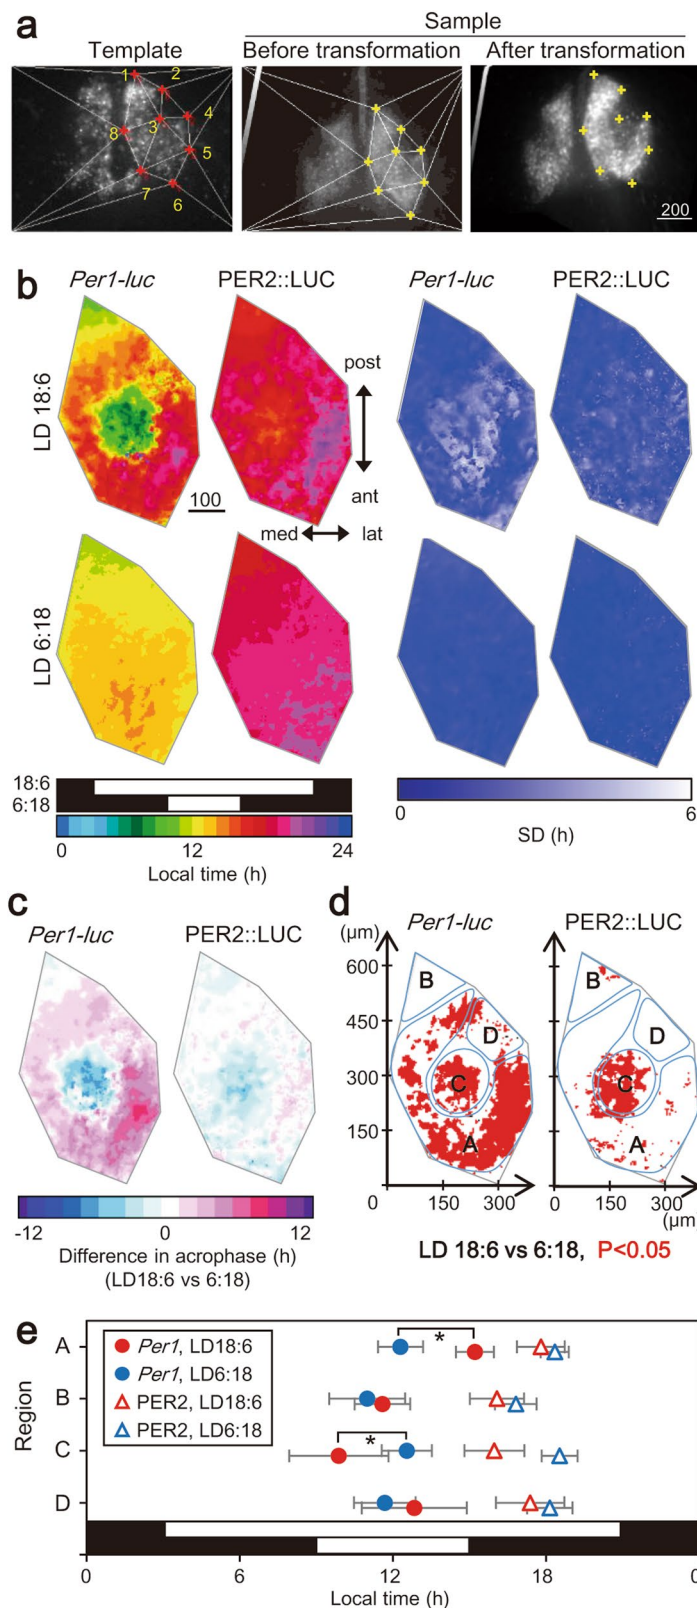 a
Sample
Template
Before transformation
After transformation
1
2
3
4
5
6
7
8
200
b
Per1-luc
PER2::LUC
Per1-luc
PER2::LUC
LD 18:6
post
ant
100
med
lat
LD 6:18
18:6
6:18
0
12
24
Local time (h)
0
6
SD (h)
c
Per1-luc
PER2::LUC
-12
0
12
Difference in acrophase (h)
(LD18:6 vs 6:18)
d
Per1-luc
PER2::LUC
(µm)
600
450
300
150
0
150
300
0
150
300
(µm)
B
D
C
A
B
D
C
A
LD 18:6 vs 6:18, P<0.05
e
Region
A
B
C
D
Per1, LD18:6
Per1, LD6:18
PER2, LD18:6
PER2, LD6:18
*
*
0
6
12
18
Local time (h)